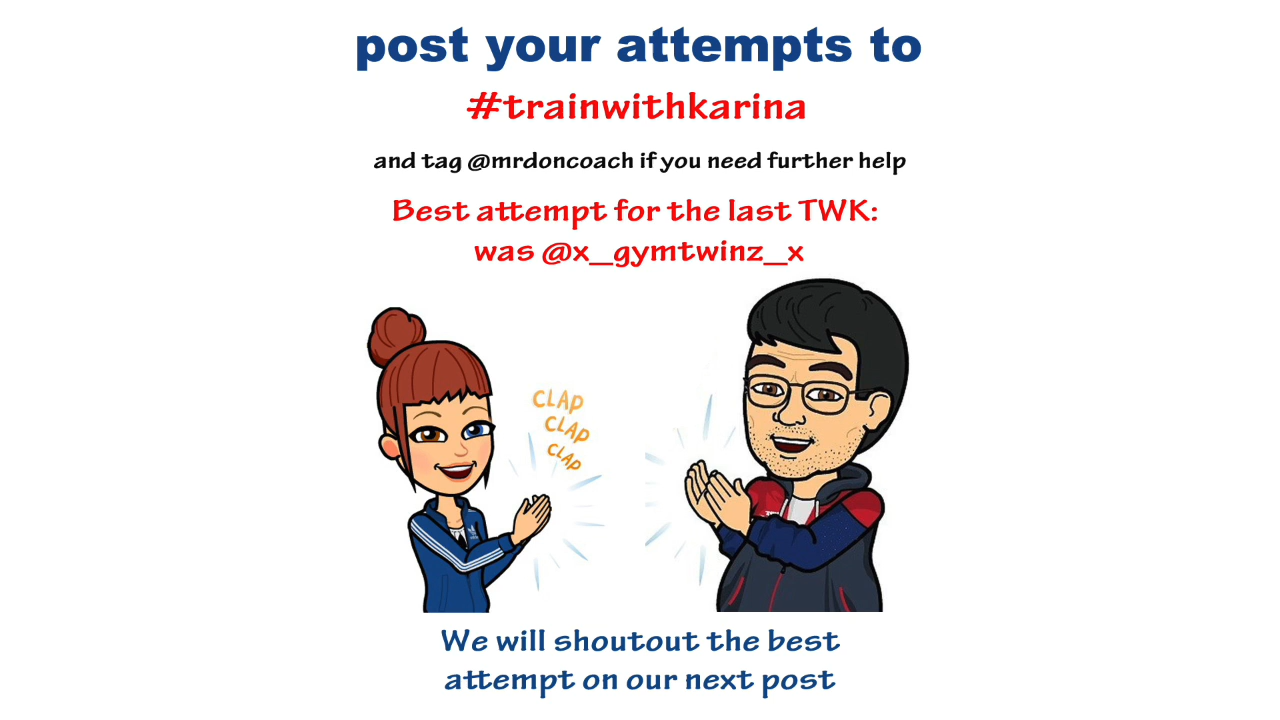 post your attempts to
#trainwithkarina
and tag @mrdoncoach if you need further help
Best attempt for the last TWK:
was @x__gymtwinz__x
CLAP
CLAP
CLAP
We will shoutout the best
attempt on our next post